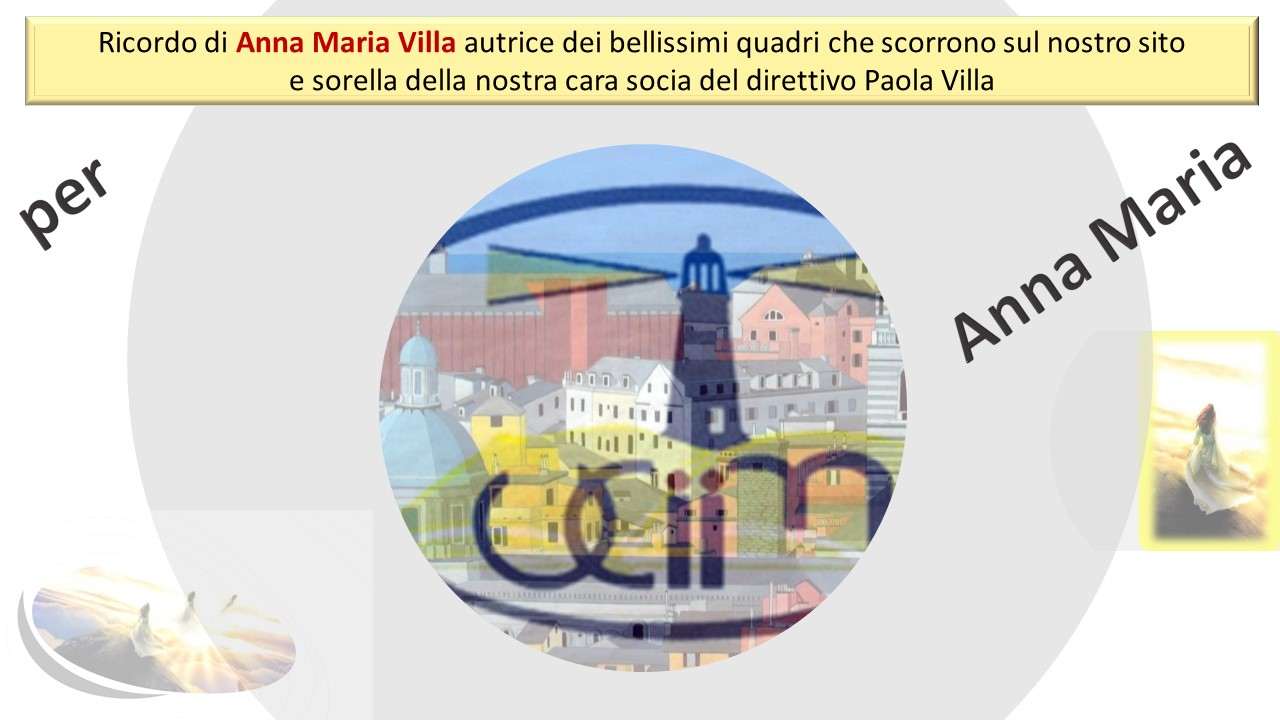 Ricordo di Anna Maria Villa autrice dei bellissimi quadri che scorrono sul nostro sito
e sorella della nostra cara socia del direttivo Paola Villa
per
Anna Maria
aiim